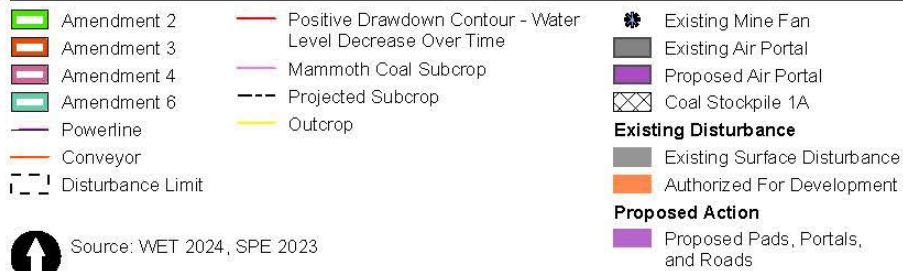 Amendment 2
Amendment 3
Amendment 4
Amendment 6
Powerline
Conveyor
Disturbance Limit
Positive Drawdown Contour - Water
Level Decrease Over Time
Mammoth Coal Subcrop
Projected Subcrop
Outcrop
Existing Mine Fan
Existing Air Portal
Proposed Air Portal
Coal Stockpile 1A
Existing Disturbance
Existing Surface Disturbance
Authorized For Development
Proposed Action
Proposed Pads, Portals,
and Roads
Source: WET 2024, SPE 2023